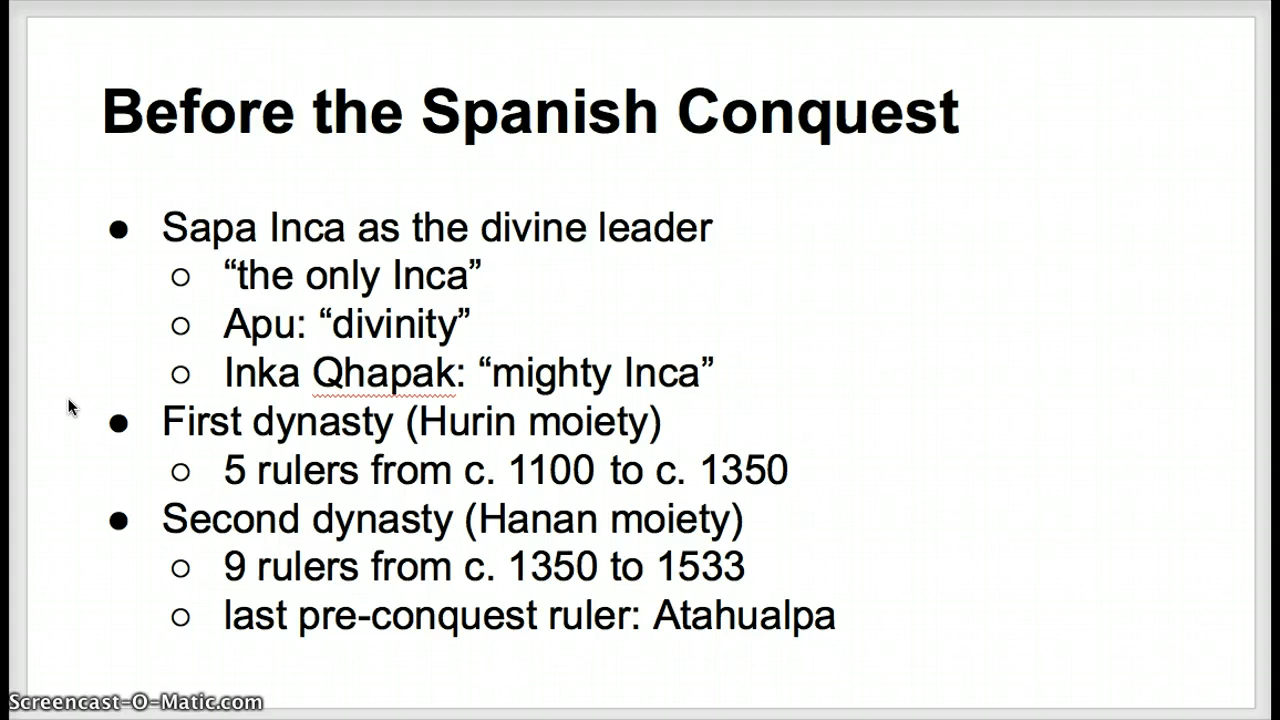 Before the Spanish Conquest
● Sapa Inca as the divine leader
○ “the only Inca”
○ Apu: “divinity”
○ Inka Qhapak: “mighty Inca”
● First dynasty (Hurin moiety)
○ 5 rulers from c. 1100 to c. 1350
● Second dynasty (Hanan moiety)
○ 9 rulers from c. 1350 to 1533
○ last pre-conquest ruler: Atahualpa
Screencast-O-Matic.com